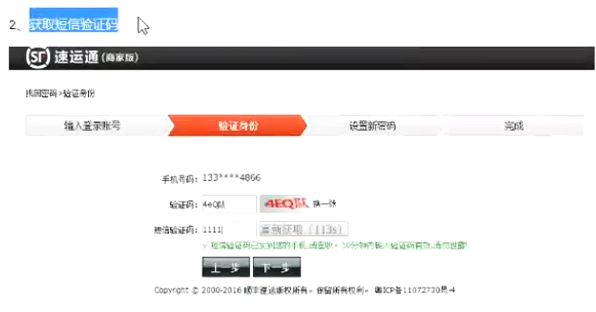 2、获取短信验证码
SF 速运通(商家版)
找回密码>验证身份
输入登录账号 验证身份 设置新密码 完成
手机号码: 133****4866
验证码: 4eQ队 4EQ队 换一张
短信验证码: 1111 重新获取 (113s)
√ 短信验证码已发到您的手机,请查收。10分钟内输入验证码有效,请勿泄露!
上一步 下一步
Copyright © 2000-2016 顺丰速运版权所有。保留所有权利。 粤ICP备11072730号-4